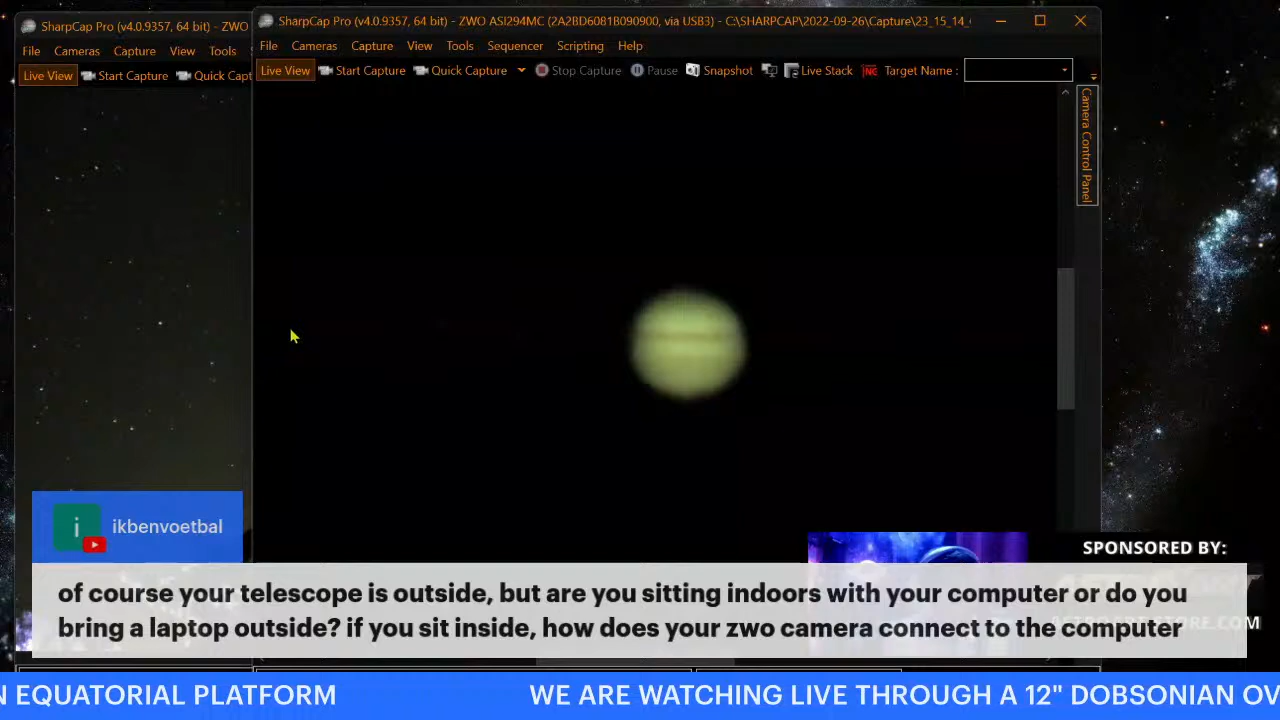 SharpCap Pro (v4.0.9357, 64 bit) - ZWO
File Cameras Capture View Tools
Live View Start Capture Quick Capt
SharpCap Pro (v4.0.9357, 64 bit) - ZWO ASI294MC (2A2BD6081B090900, via USB3) - C:\SHARPCAP\2022-09-26\Capture\23_15_14_
File Cameras Capture View Tools Sequencer Scripting Help
Live View Start Capture Quick Capture Stop Capture Pause Snapshot Live Stack Target Name :
Camera Control Panel
i ikbenvoetbal
SPONSORED BY:
of course your telescope is outside, but are you sitting indoors with your computer or do you
bring a laptop outside? if you sit inside, how does your zwo camera connect to the computer
N EQUATORIAL PLATFORM WE ARE WATCHING LIVE THROUGH A 12" DOBSONIAN OV